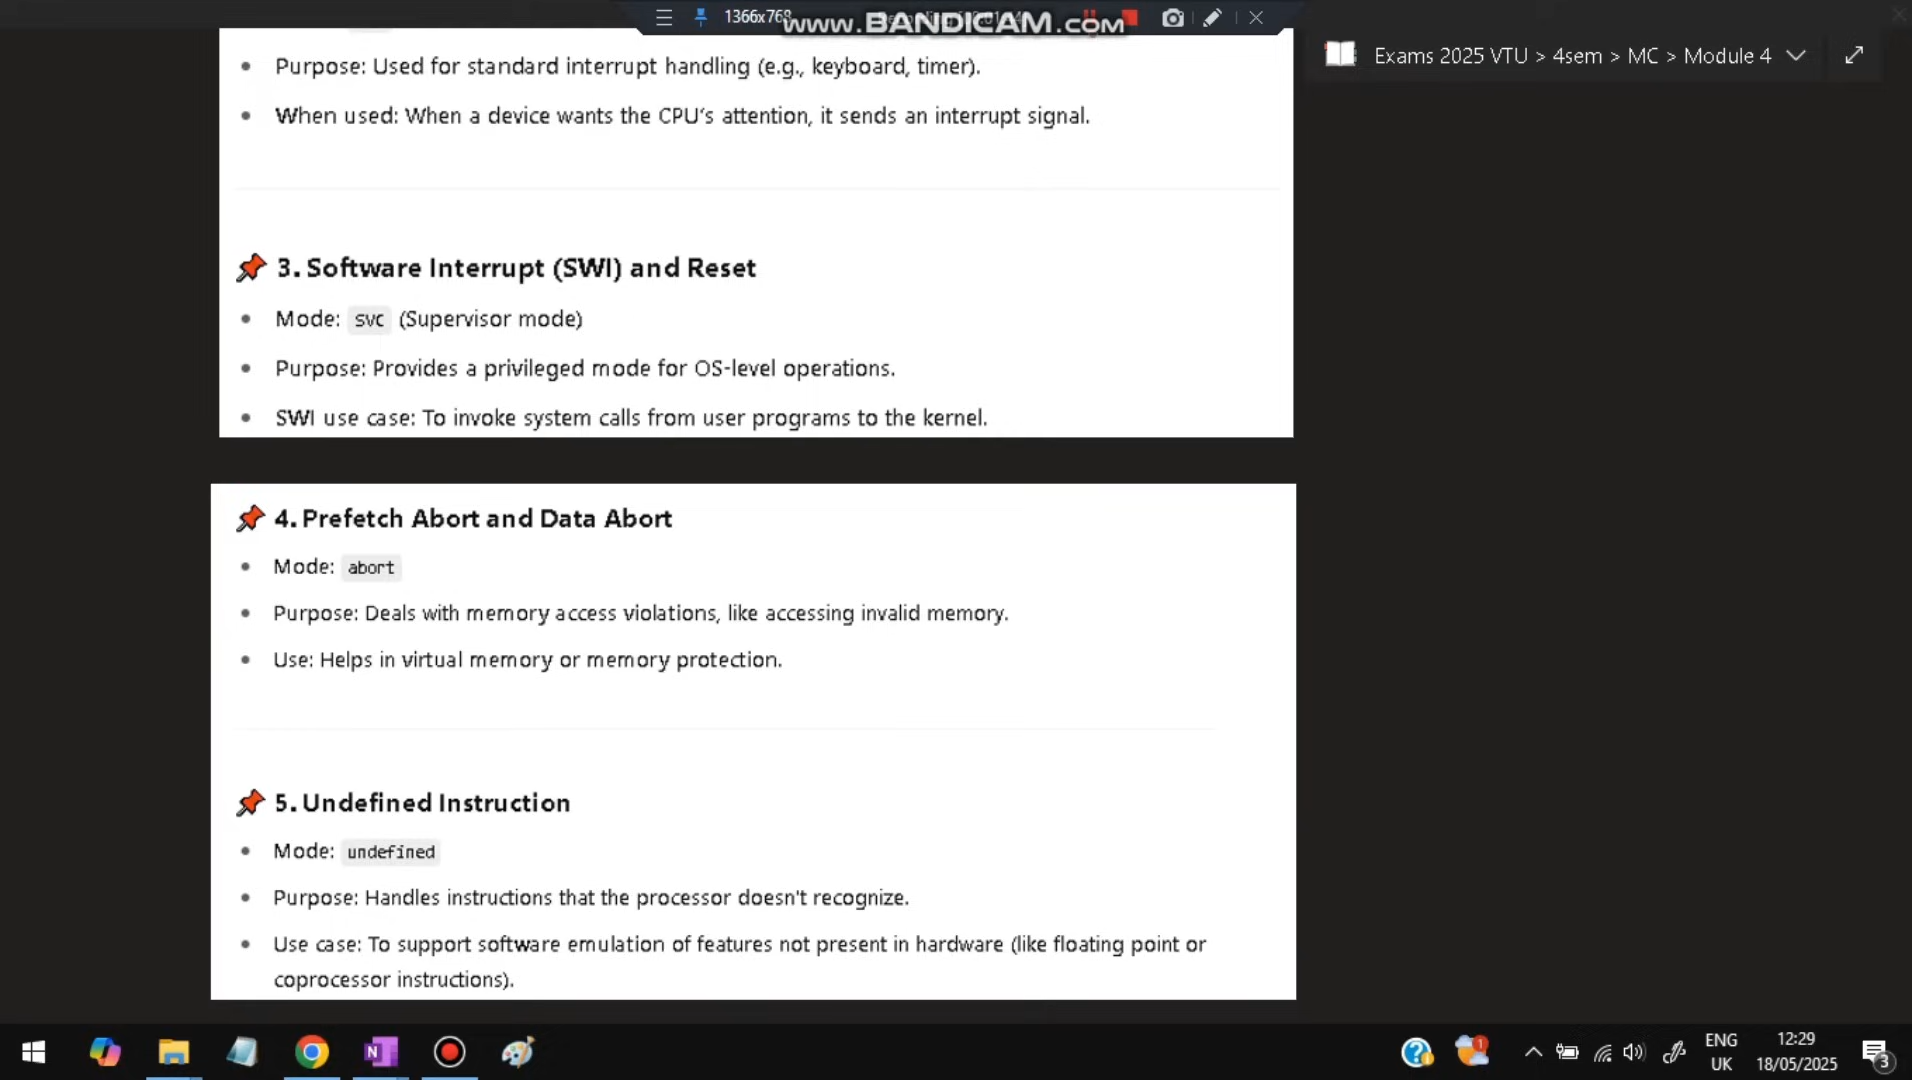 1366x768
www.BANDICAM.com
Exams 2025 VTU > 4sem > MC > Module 4
Purpose: Used for standard interrupt handling (e.g., keyboard, timer).
When used: When a device wants the CPU's attention, it sends an interrupt signal.
3. Software Interrupt (SWI) and Reset
Mode: svc (Supervisor mode)
Purpose: Provides a privileged mode for OS-level operations.
SWI use case: To invoke system calls from user programs to the kernel.
4. Prefetch Abort and Data Abort
Mode: abort
Purpose: Deals with memory access violations, like accessing invalid memory.
Use: Helps in virtual memory or memory protection.
5. Undefined Instruction
Mode: undefined
Purpose: Handles instructions that the processor doesn't recognize.
Use case: To support software emulation of features not present in hardware (like floating point or
coprocessor instructions).
N
1
ENG
UK
12:29
18/05/2025
3